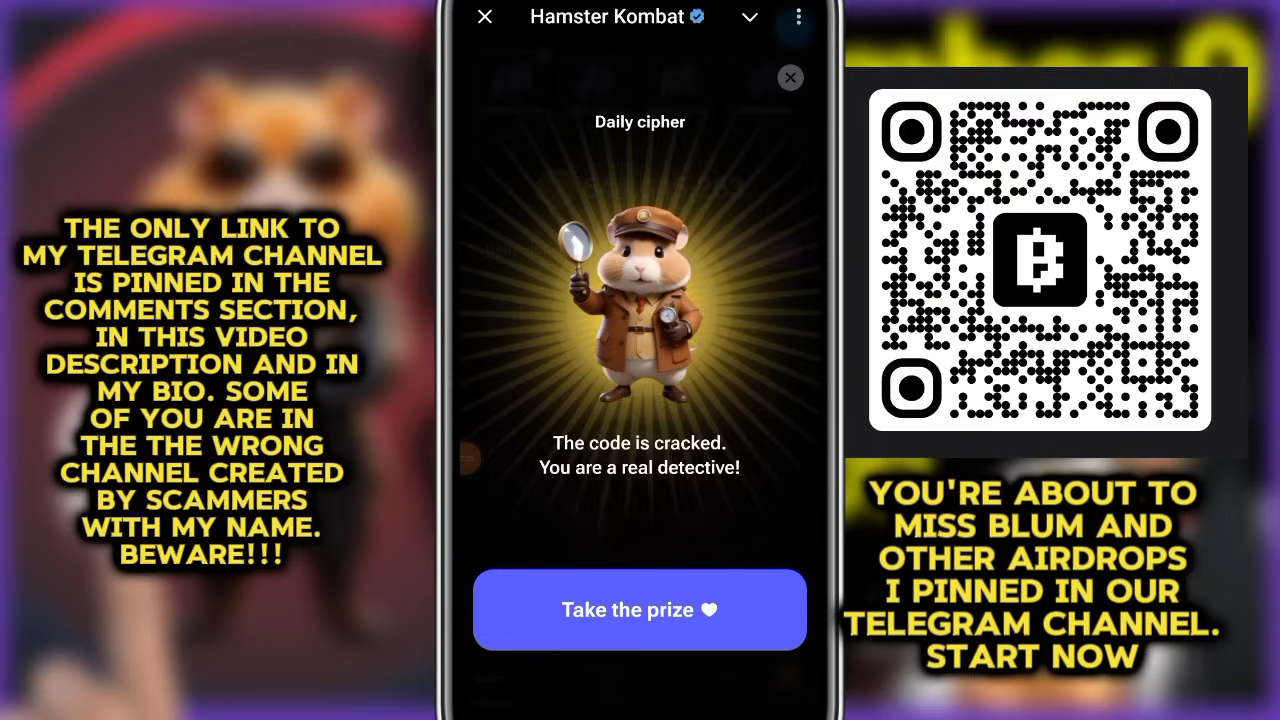 Hamster Kombat
Daily cipher
The code is cracked.
You are a real detective!
Take the prize
THE ONLY LINK TO
MY TELEGRAM CHANNEL
IS PINNED IN THE
COMMENTS SECTION,
IN THIS VIDEO
DESCRIPTION AND IN
MY BIO. SOME
OF YOU ARE IN
THE THE WRONG
CHANNEL CREATED
BY SCAMMERS
WITH MY NAME.
BEWARE!!!
YOU'RE ABOUT TO
MISS BLUM AND
OTHER AIRDROPS
I PINNED IN OUR
TELEGRAM CHANNEL.
START NOW